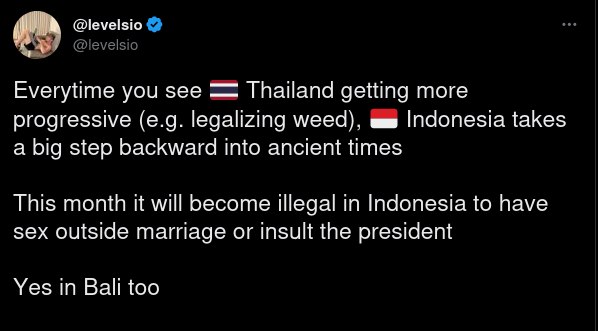 @levelsio
@levelsio
Everytime you see 🇹🇭 Thailand getting more
progressive (e.g. legalizing weed), 🇮🇩 Indonesia takes
a big step backward into ancient times
This month it will become illegal in Indonesia to have
sex outside marriage or insult the president
Yes in Bali too